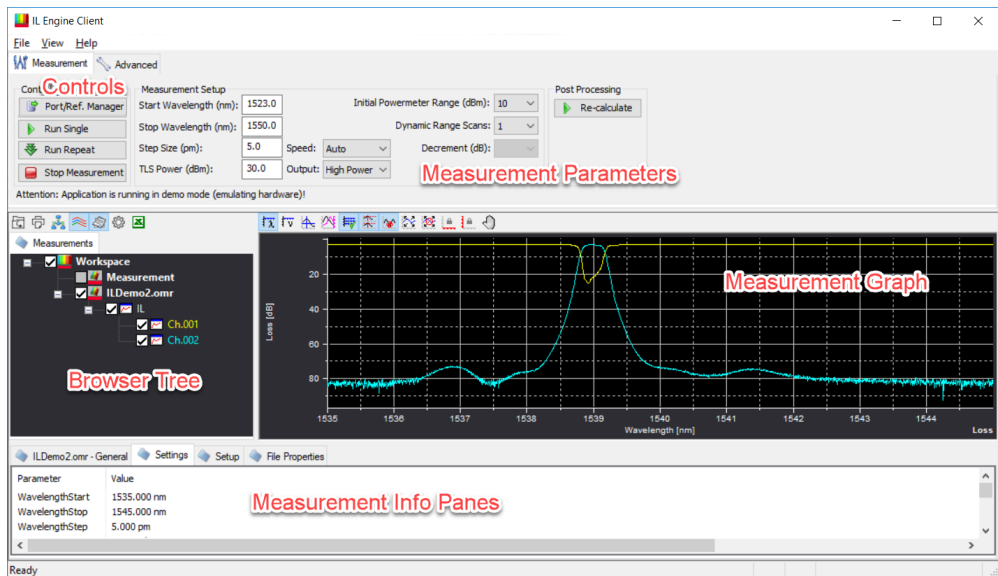 IL Engine Client
File View Help
Measurement Advanced
Controls
Measurement Setup
Post Processing
Port/Ref. Manager
Start Wavelength (nm): 1523.0
Initial Powermeter Range (dBm): 10
Re-calculate
Run Single
Stop Wavelength (nm): 1550.0
Dynamic Range Scans: 1
Run Repeat
Step Size (pm): 5.0 Speed: Auto
Decrement (dB):
Stop Measurement
TLS Power (dBm): 30.0 Output: High Power
Measurement Parameters
Attention: Application is running in demo mode (emulating hardware)!
Measurements
Workspace
Measurement
ILDemo2.omr
IL
Ch.001
Ch.002
Browser Tree
Measurement Graph
Loss [dB]
20
40
60
80
1535 1536 1537 1538 1539 1540 1541 1542 1543 1544
Wavelength [nm]
Loss
ILDemo2.omr - General Settings Setup File Properties
Parameter Value
WavelengthStart 1535.000 nm
WavelengthStop 1545.000 nm
WavelengthStep 5.000 pm
Measurement Info Panes
Ready